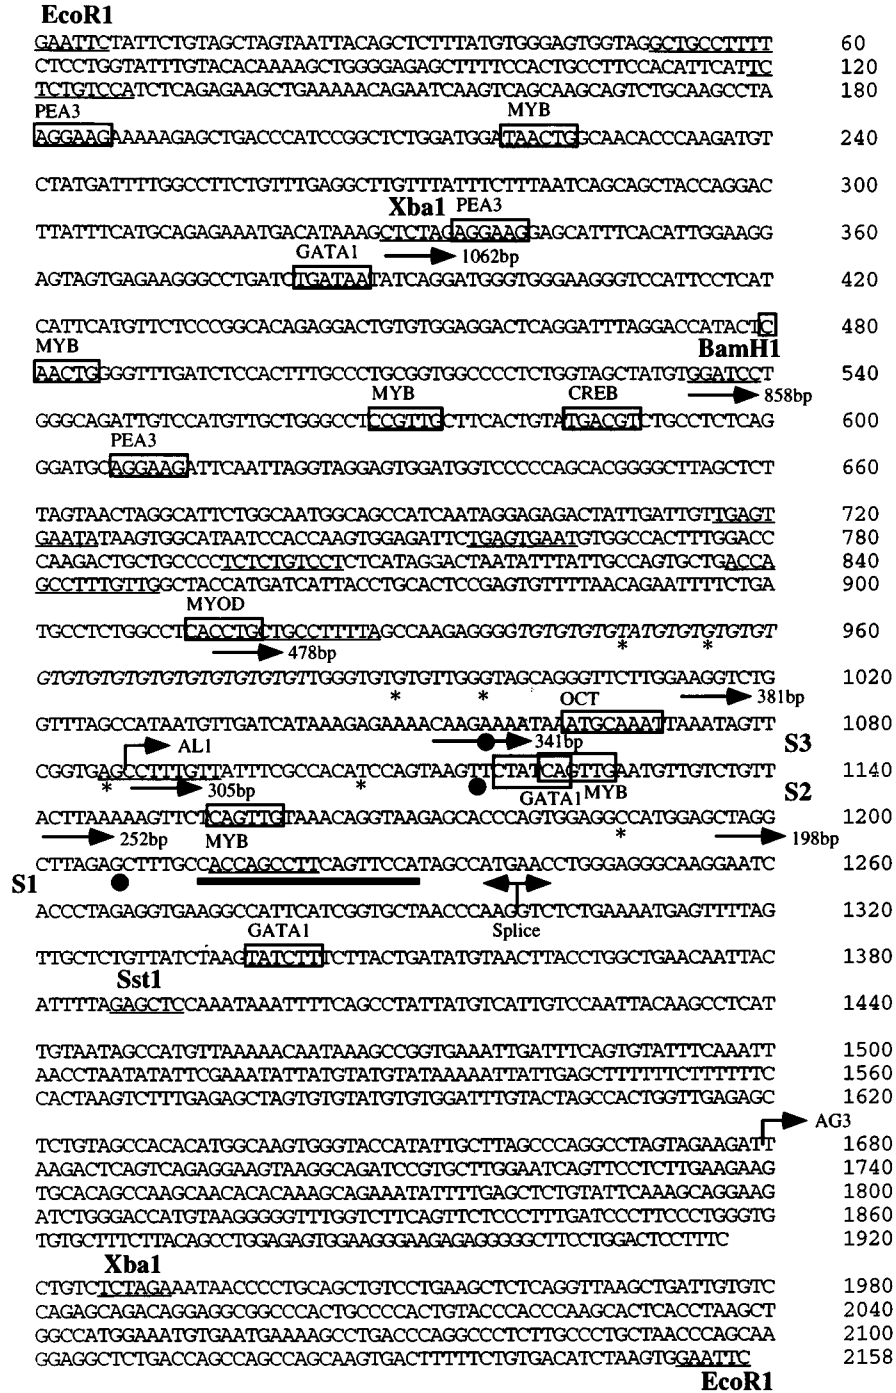 EcoR1
GAATTCTATTCTGTAGCTAGTAATTACAGCTCTTTATGTGGGAGTGGTAGGCTGCCTTTTT 60
CTCCTGGTATTTGTACACAAAAGCTGGGGAGAGCTTTTTCCACTGCCTTCCACATTCATTC 120
TCTGTCCATCTCAGAGAAGCTGAAAAACAGAATCAAGTCAGCAAGCAGTCTGCAAGCCTA 180
PEA3 MYB
AGGAAGAAAAAGAGCTGACCCATCCGGCTCTGGATGGATAACTGGCAACACCCAAGATGT 240
CTATGATTTTGGCCTTCTGTTTGAGGCTTGTTTATTTCTTTAATCAGCAGCTACCAGGAC 300
Xba1 PEA3
TTATTTCATGCAGAGAAATGACATAAAGCTCTAGAGGAAGGAGCATTTCACATTGGAAGG 360
GATA1 1062bp
AGTAGTGAGAAGGGCCTGATCTGATAATATCAGGATGGGTGGGAAGGGTCCATTCCTCAT 420
CATTCATGTTCTCCCGGCACAGAGGACTGTGTGGAGGACTCAGGATTTAGGACCATACTC 480
MYB BamH1
AACTGGGGTTTGATCTCCACTTTGCCCTGCGGTGGCCCCTCTGGTAGCTATGTGGATCCT 540
MYB CREB 858bp
GGGCAGATTGTCCATGTTGCTGGGCCTCCGTTGCTTCACTGTATGACGTCTGCCTCTCAG 600
PEA3
GGATGCAGGAAGATTCAATTAGGTAGGAGTGGATGGTCCCCCAGCACGGGGCTTAGCTCT 660
TAGTAACTAGGCATTCTGGCAATGGCAGCCATCAATAGGAGAGACTATTGATTGTTGAGT 720
GAATATAAGTGGCATAATCCACCAAGTGGAGATTCTGAGTGAATGTGGCCACTTTGGACC 780
CAAGACTGCTGCCCCTCTCTGTCCTCTCATAGGACTAATATTTATTGCCAGTGCTGACCA 840
GCCTTTGTTGGCTACCATGATCATTACCTGCACTCCGAGTGTTTTAACAGAATTTTCTGA 900
MYOD
TGCCTCTGGCCTCACCTGCTGCCTTTTAGCCAAGAGGGGTGTGTGTGTATGTGTGTGTGT 960
478bp * *
GTGTGTGTGTGTGTGTGTGTGTTGGGTGTGTTGGGTAGCAGGGTTCTTGGAAGGTCTG 1020
* * OCT 381bp
GTTTAGCCATAATGTTGATCATAAAGAGAAAACAAGAAAATAAATGCAAATTAAATAGTT 1080
AL1 341bp S3
CGGTGAGCCTTTGTTATTTCGCCACATCCAGTAAGTTCTATCAGTTGAATGTTGTCTGTT 1140
* 305bp * GATA1 MYB S2
ACTTAAAAAGTTCTCAGTTGTAAACAGGTAAGAGCACCCAGTGGAGGCCATGGAGCTAGG 1200
252bp MYB * 198bp
CTTAGAGCTTTGCCACCAGCCTTCAGTTCCATAGCCATGAACCTGGGAGGGCAAGGAATC 1260
S1
ACCCTAGAGGTGAAGGCCATTCATCGGTGCTAACCCAAGGTCTCTGAAAATGAGTTTTAG 1320
GATA1 Splice
TTGCTCTGTTATCTAAGTATCTTTCTTACTGATATGTAACTTACCTGGCTGAACAATTAC 1380
Sst1
ATTTTAGAGCTCCAAATAAATTTTCAGCCTATTATGTCATTGTCCAATTACAAGCCTCAT 1440
TGTAATAGCCATGTTAAAAACAATAAAGCCGGTGAAATTGATTTCAGTGTATTTCAAATT 1500
AACCTAATATATTCGAAATATTATGTATGTATAAAAATTATTGAGCTTTTTTCTTTTTTC 1560
CACTAAGTCTTTGAGAGCTAGTGTGTATGTGTGGATTTGTACTAGCCACTGGTTGAGAGC 1620
AG3
TCTGTAGCCACACATGGCAAGTGGGTACCATATTGCTTAGCCCAGGCCTAGTAGAAGATT 1680
AAGACTCAGTCAGAGGAAGTAAGGCAGATCCGTGCTTGGAATCAGTTCCTCTTGAAGAAG 1740
TGCACAGCCAAGCAACACACAAAGCAGAAATATTTTGAGCTCTGTATTCAAAGCAGGAAG 1800
ATCTGGGACCATGTAAGGGGGTTTGGTCTTCAGTTCTCCCTTTGATCCCTTCCCTGGGTG 1860
TGTGCTTTCTTACAGCCTGGAGAGTGGAAGGGAAGAGAGGGGGCTTCCTGGACTCCTTTC 1920
Xba1
CTGTCTCTAGAAATAACCCCTGCAGCTGTCCTGAAGCTCTCAGGTTAAGCTGATTGTGTC 1980
CAGAGCAGACAGGAGGCGGCCCACTGCCCCACTGTACCCACCCAAGCACTCACCTAAGCT 2040
GGCCATGGAAATGTGAATGAAAAGCCTGACCCAGGCCCTCTTGCCCTGCTAACCCAGCAA 2100
GGAGGCTCTGACCAGCCAGCCAGCAAGTGACTTTTTCTGTGACATCTAAGTGGAATTC 2158
EcoR1